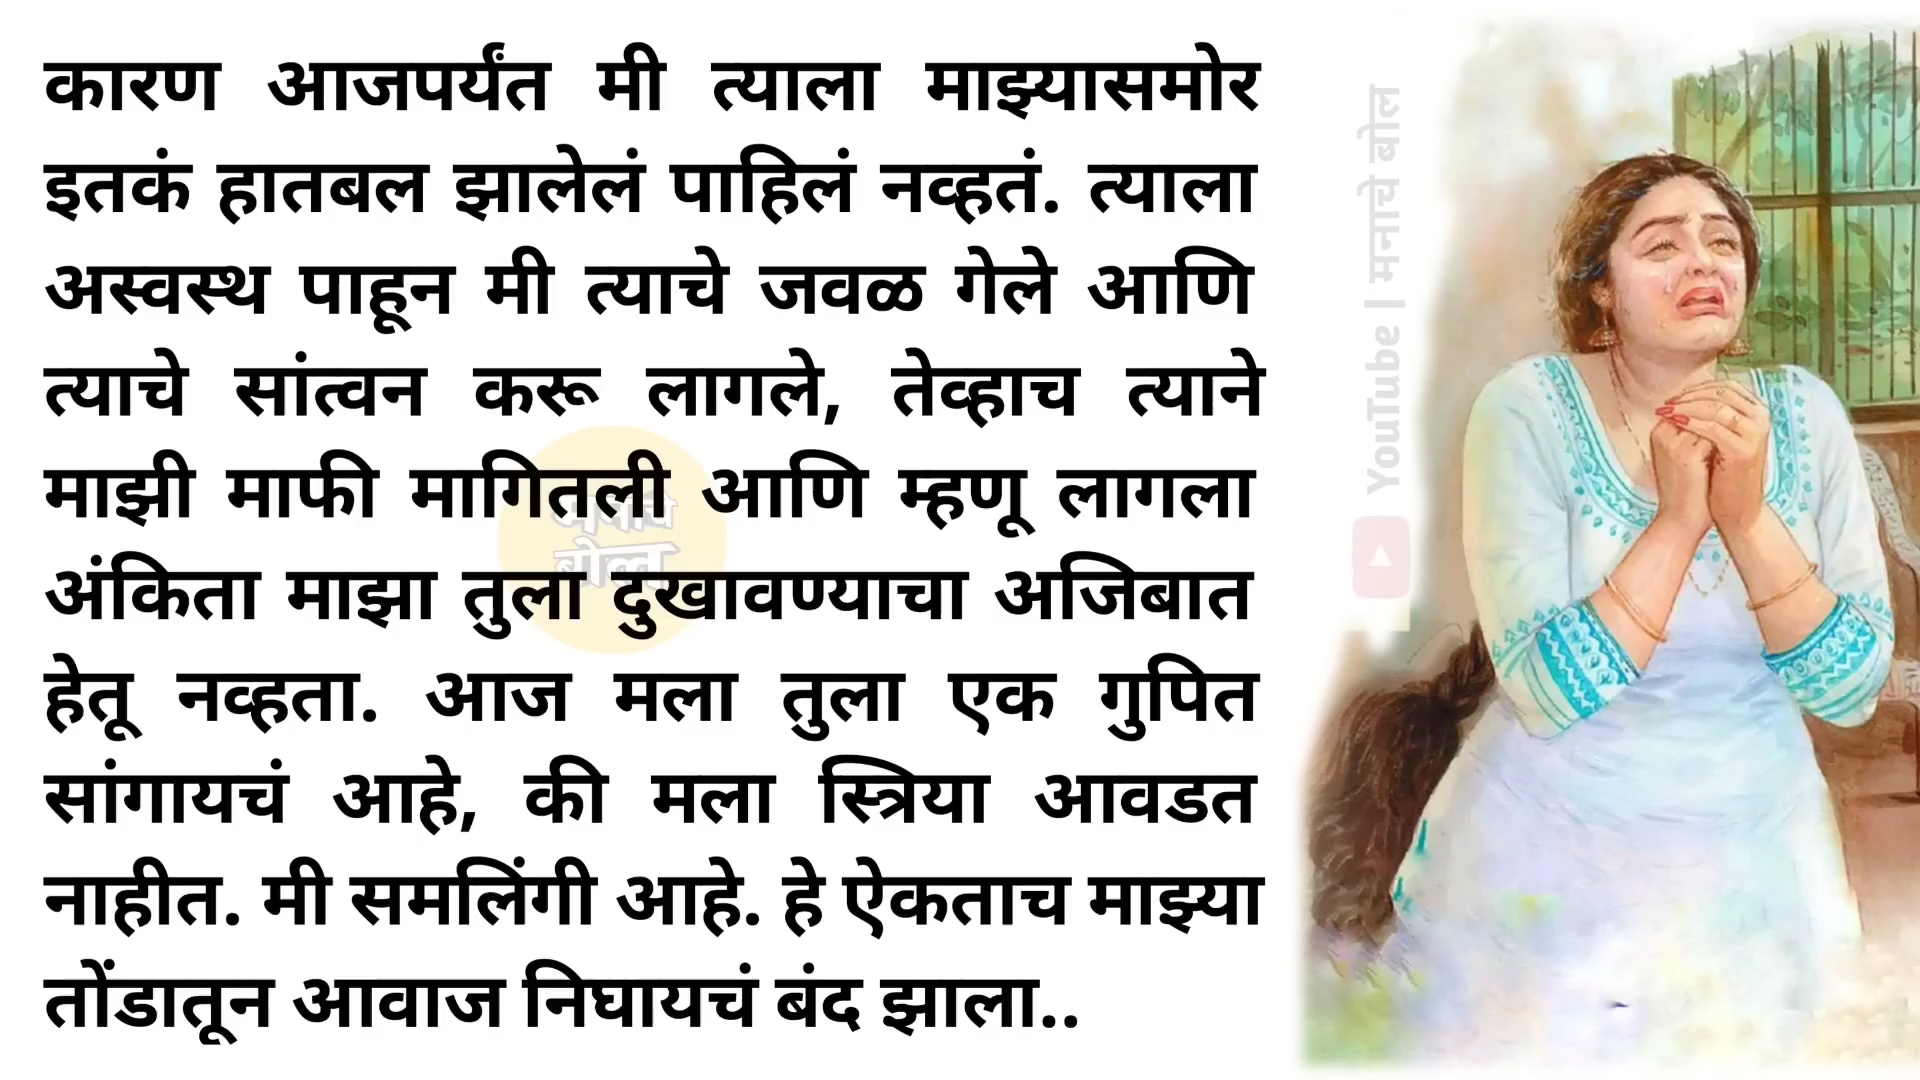 कारण आजपर्यंत मी त्याला माझ्यासमोर
इतकं हातबल झालेलं पाहिलं नव्हतं. त्याला
अस्वस्थ पाहून मी त्याचे जवळ गेले आणि
त्याचे सांत्वन करू लागले, तेव्हाच त्याने
माझी माफी मागितली आणि म्हणू लागला
अंकिता माझा तुला दुखावण्याचा अजिबात
हेतू नव्हता. आज मला तुला एक गुपित
सांगायचं आहे, की मला स्त्रिया आवडत
नाहीत. मी समलिंगी आहे. हे ऐकताच माझ्या
तोंडातून आवाज निघायचं बंद झाला..
मनाचे
बोल
YouTube | मनाचे बोल